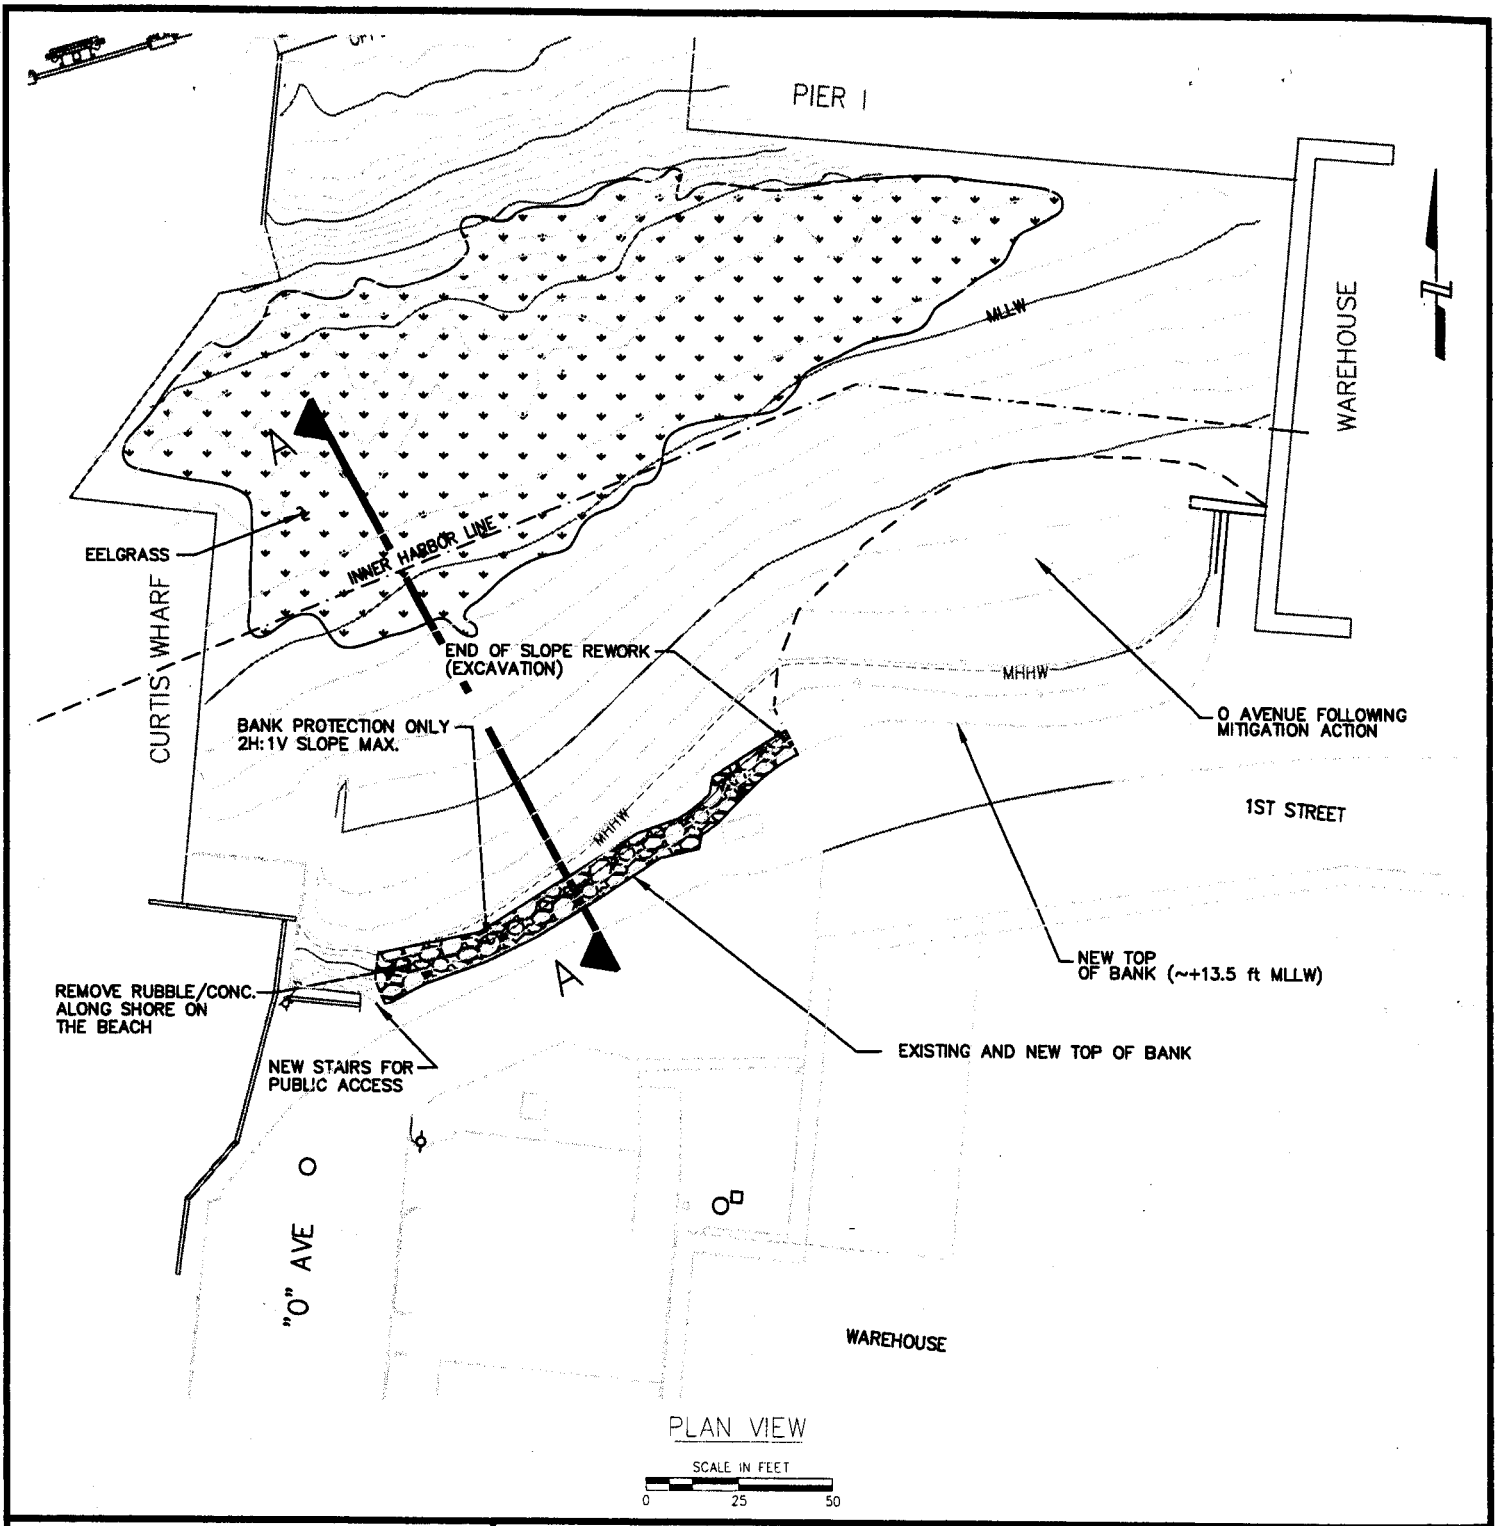 PIER 1
WAREHOUSE
MLLW
A
EELGRASS
INNER HARBOR LINE
CURTIS WHARF
END OF SLOPE REWORK
(EXCAVATION)
MHHW
BANK PROTECTION ONLY
2H:1V SLOPE MAX.
O AVENUE FOLLOWING
MITIGATION ACTION
1ST STREET
MHHW
A
NEW TOP
OF BANK (~+13.5 ft MLLW)
REMOVE RUBBLE/CONC.
ALONG SHORE ON
THE BEACH
EXISTING AND NEW TOP OF BANK
NEW STAIRS FOR
PUBLIC ACCESS
"O" AVE
WAREHOUSE
PLAN VIEW
SCALE IN FEET
0 25 50